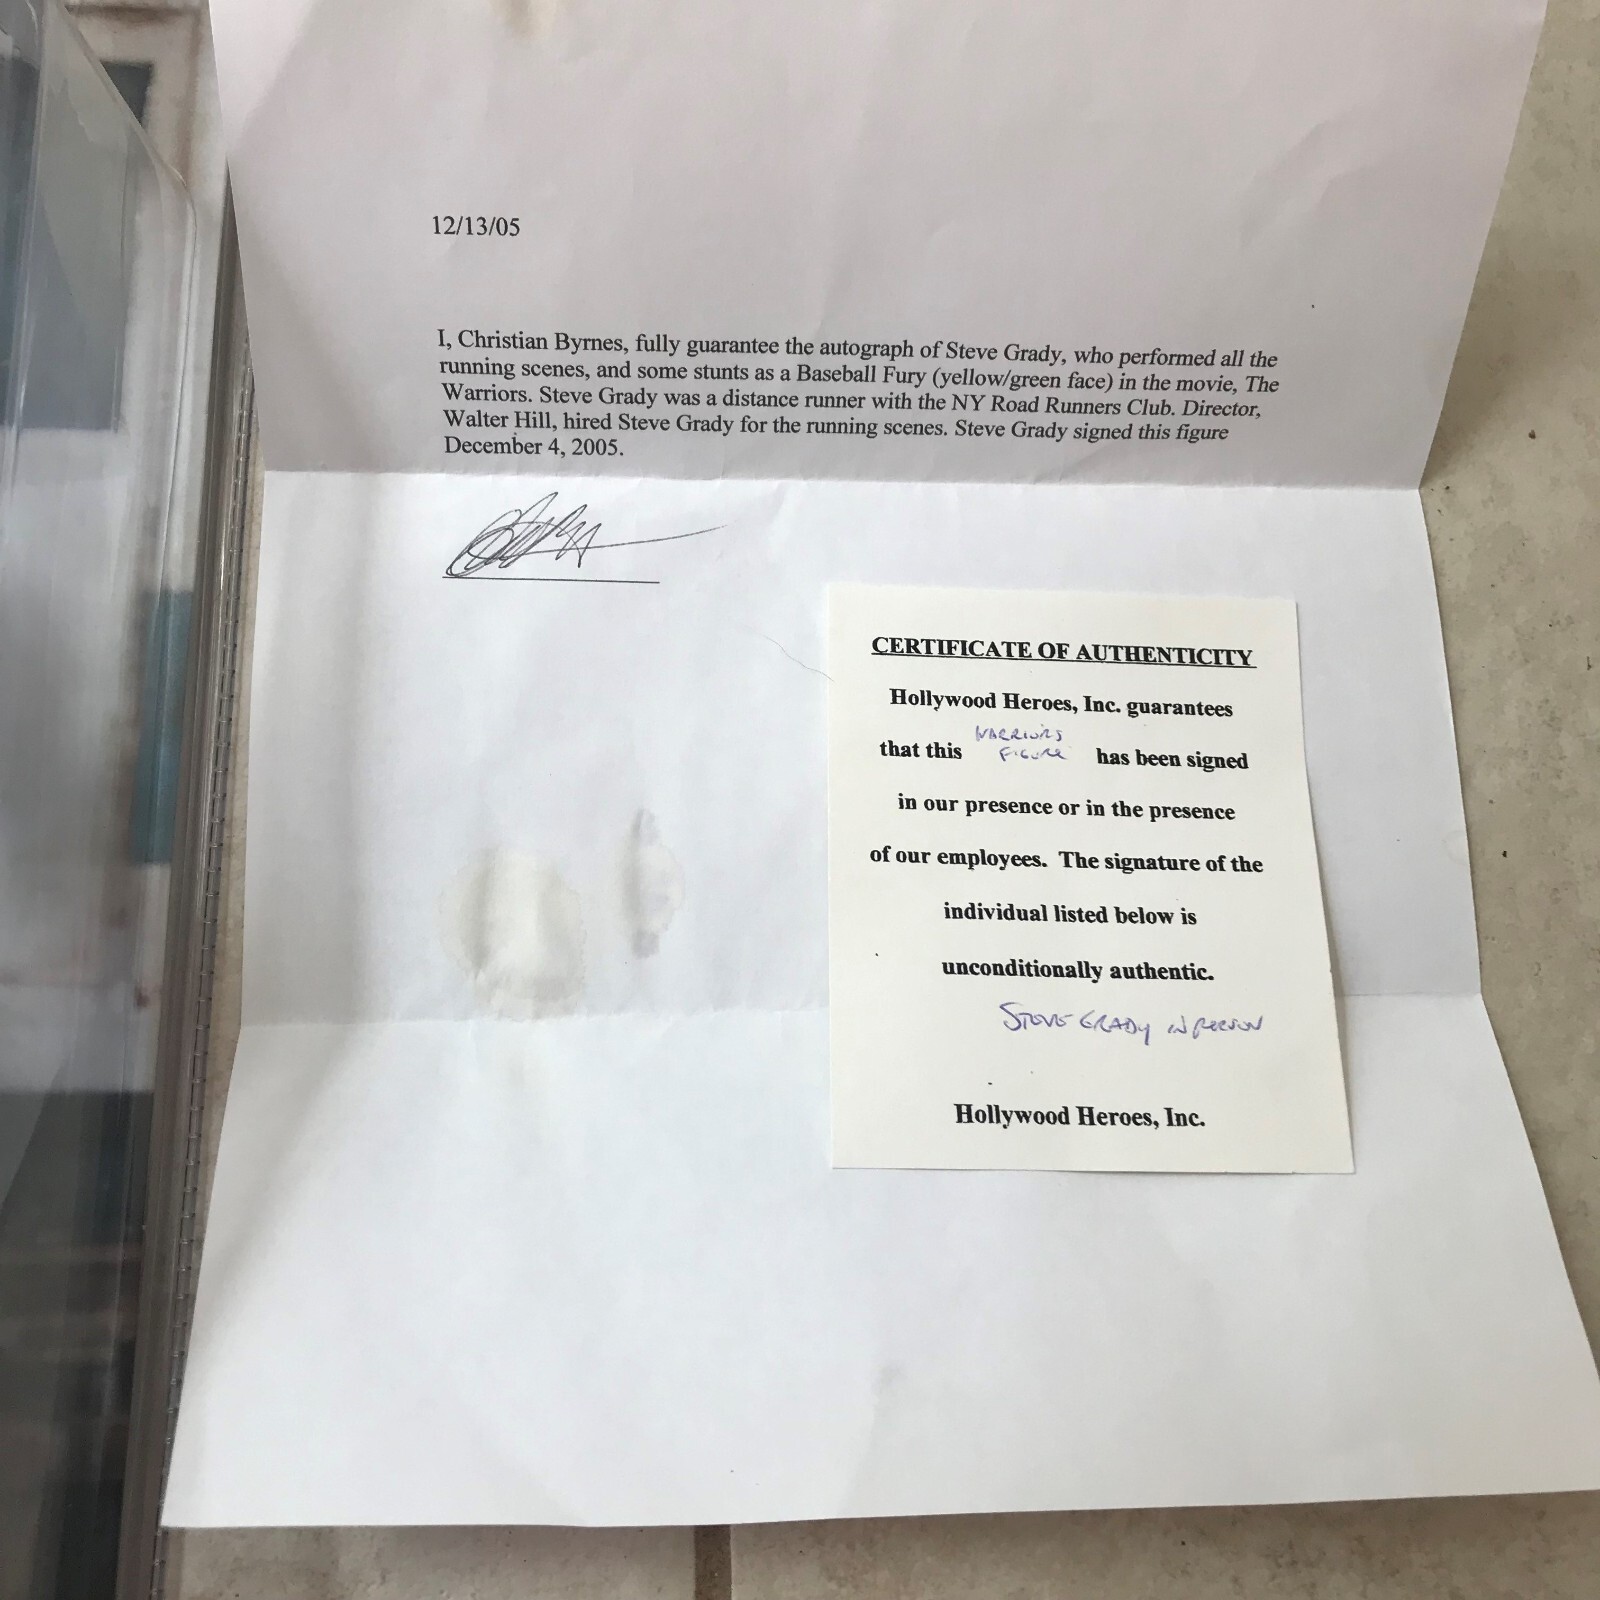 12/13/05
I, Christian Byrnes, fully guarantee the autograph of Steve Grady, who performed all the
running scenes, and some stunts as a Baseball Fury (yellow/green face) in the movie, The
Warriors. Steve Grady was a distance runner with the NY Road Runners Club. Director,
Walter Hill, hired Steve Grady for the running scenes. Steve Grady signed this figure
December 4, 2005.
CERTIFICATE OF AUTHENTICITY
Hollywood Heroes, Inc. guarantees
that this WARRIORS FIGURE has been signed
in our presence or in the presence
of our employees. The signature of the
individual listed below is
unconditionally authentic.
STEVE GRADY IN PERSON
Hollywood Heroes, Inc.